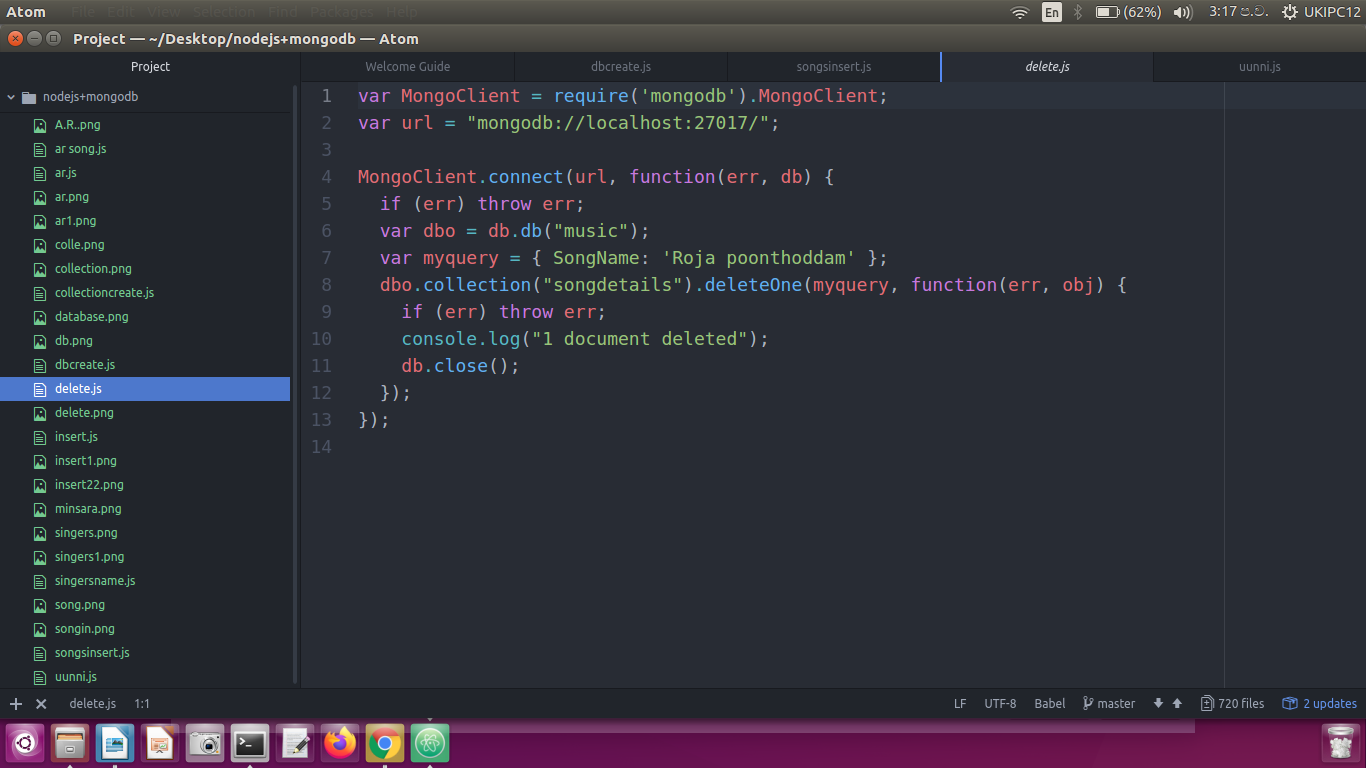 Atom File Edit View Selection Find Packages Help
En (62%) 3:17 ප.ව. UKIPC12
Project — ~/Desktop/nodejs+mongodb — Atom
Project
Welcome Guide
dbcreate.js
songsinsert.js
delete.js
uunni.js
nodejs+mongodb
A.R..png
ar song.js
ar.js
ar.png
ar1.png
colle.png
collection.png
collectioncreate.js
database.png
db.png
dbcreate.js
delete.js
delete.png
insert.js
insert1.png
insert22.png
minsara.png
singers.png
singers1.png
singersname.js
song.png
songin.png
songsinsert.js
uunni.js
1 var MongoClient = require('mongodb').MongoClient;
2 var url = "mongodb://localhost:27017/";
3
4 MongoClient.connect(url, function(err, db) {
5 if (err) throw err;
6 var dbo = db.db("music");
7 var myquery = { SongName: 'Roja poonthoddam' };
8 dbo.collection("songdetails").deleteOne(myquery, function(err, obj) {
9 if (err) throw err;
10 console.log("1 document deleted");
11 db.close();
12 });
13 });
14
delete.js 1:1
LF UTF-8 Babel master 720 files 2 updates